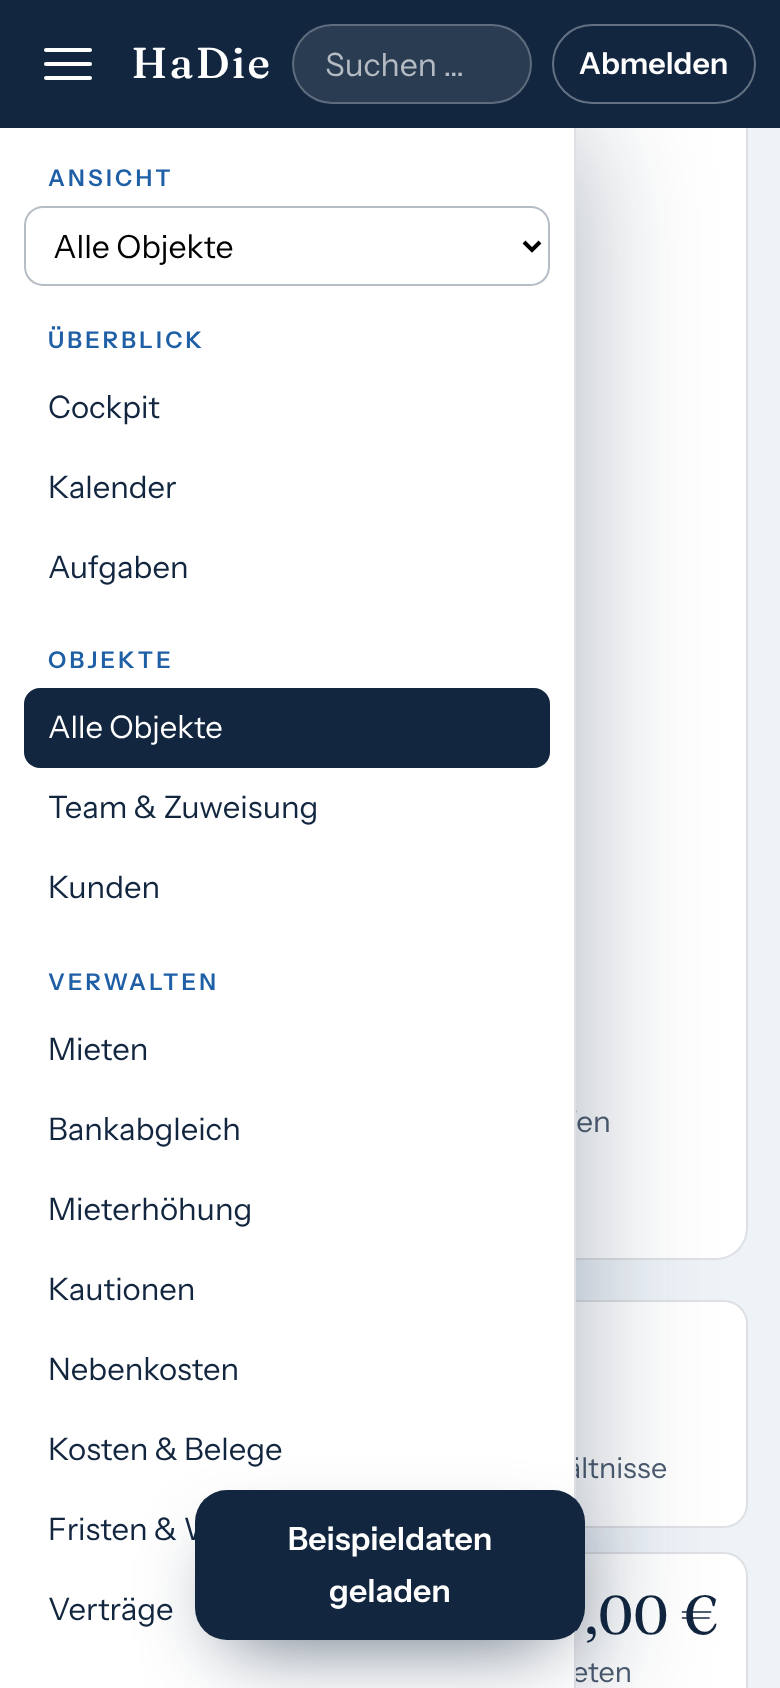 HaDie
Suchen ...
Abmelden
ANSICHT
Alle Objekte
ÜBERBLICK
Cockpit
Kalender
Aufgaben
OBJEKTE
Alle Objekte
Team & Zuweisung
Kunden
VERWALTEN
Mieten
Bankabgleich
en
Mieterhöhung
Kautionen
Nebenkosten
Kosten & Belege
ältnisse
Fristen &
Beispieldaten
geladen
Verträge
,00 €
eten